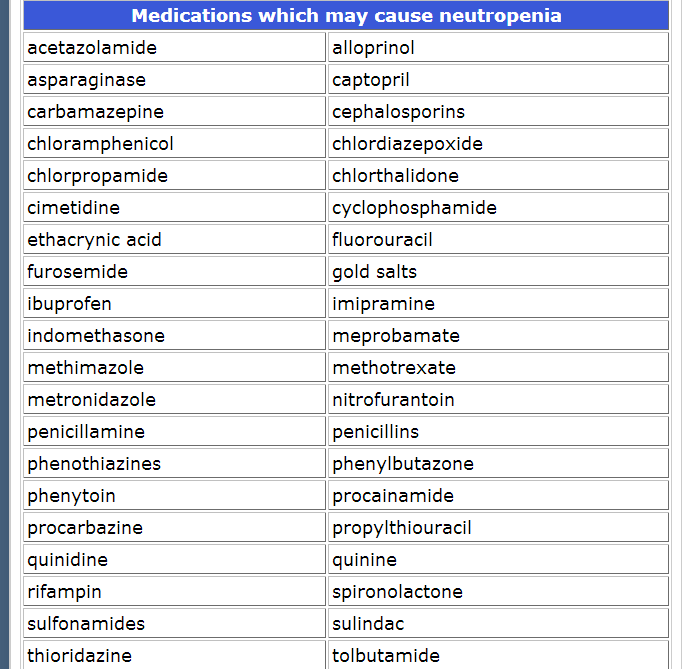 Medications which may cause neutropenia
acetazolamide alloprinol
asparaginase captopril
carbamazepine cephalosporins
chloramphenicol chlordiazepoxide
chlorpropamide chlorthalidone
cimetidine cyclophosphamide
ethacrynic acid fluorouracil
furosemide gold salts
ibuprofen imipramine
indomethasone meprobamate
methimazole methotrexate
metronidazole nitrofurantoin
penicillamine penicillins
phenothiazines phenylbutazone
phenytoin procainamide
procarbazine propylthiouracil
quinidine quinine
rifampin spironolactone
sulfonamides sulindac
thioridazine tolbutamide